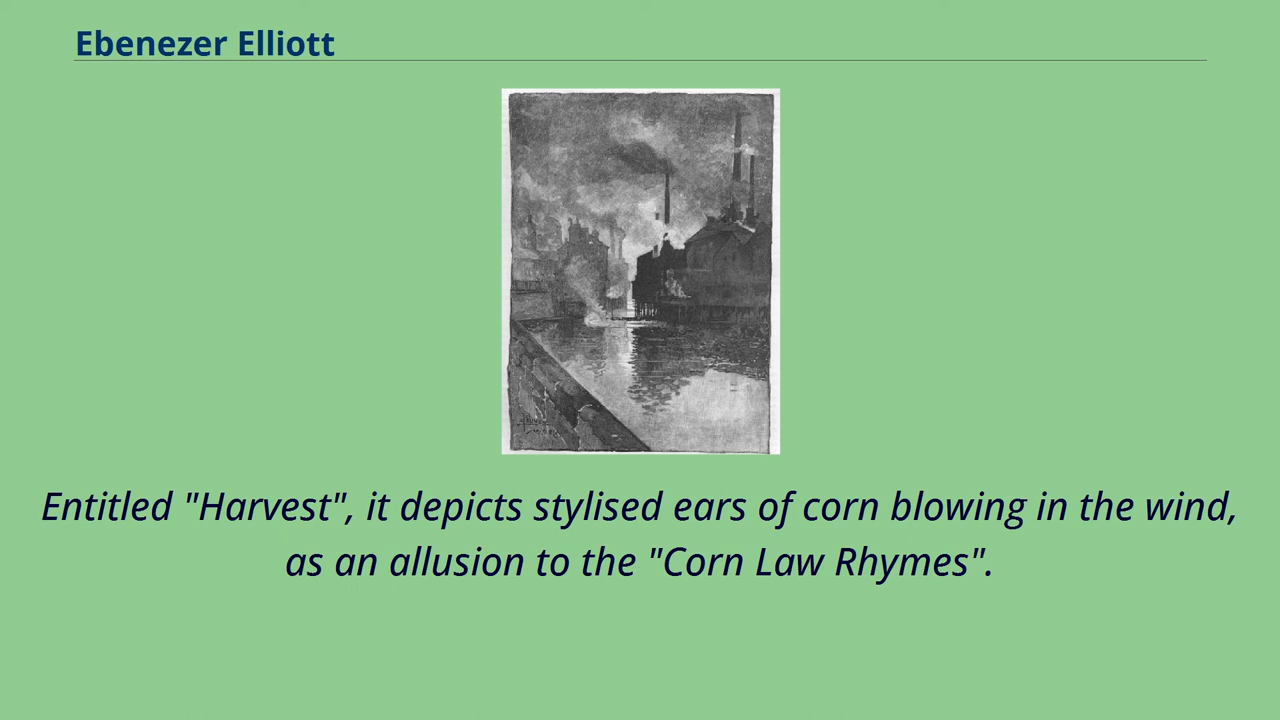 Ebenezer Elliott
Entitled "Harvest", it depicts stylised ears of corn blowing in the wind,
as an allusion to the "Corn Law Rhymes".